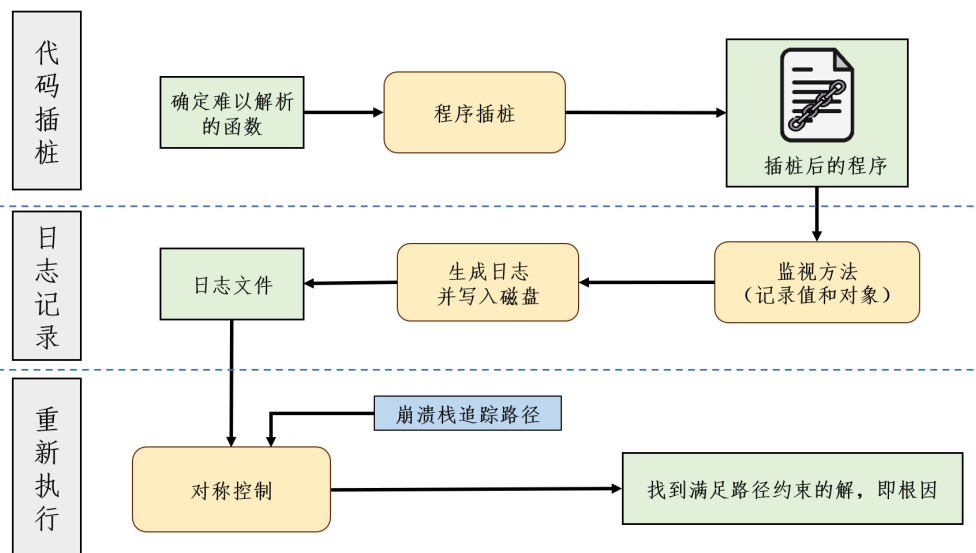 代码插桩
确定难以解析
的函数
程序插桩
插桩后的程序
日志记录
日志文件
生成日志
并写入磁盘
监视方法
（记录值和对象）
重新执行
崩溃栈追踪路径
对称控制
找到满足路径约束的解，即根因